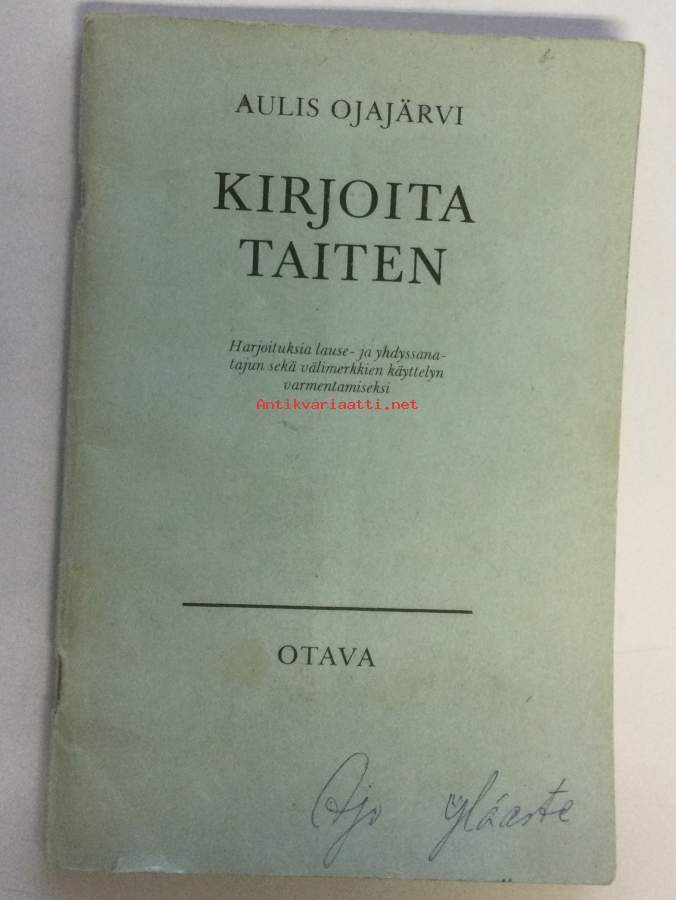 AULIS OJAJÄRVI
KIRJOITA
TAITEN
Harjoituksia lause- ja yhdyssana-
tajun sekä välimerkkien käyttelyn
varmentamiseksi
Antikvariaatti.net
OTAVA